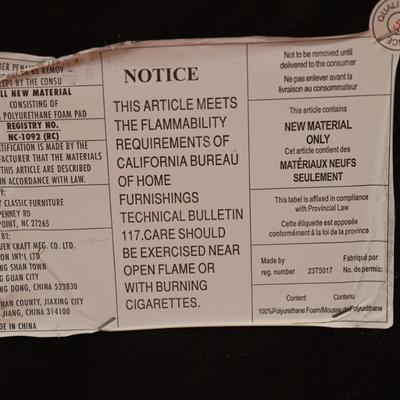 DER PENAL
TO BE REMOV
EPT BY THE CONSU
LL NEW MATERIAL
CONSISTING OF
POLYURETHANE FOAM PAD
REGISTRY NO.
NC-1092 (RC)
TIFICATION IS MADE BY THE
FACTURER THAT THE MATERIALS
THIS ARTICLE ARE DESCRIBED
IN ACCORDANCE WITH LAW.
CLASSIC FURNITURE
PENNEY RD
POINT, NC 27265
BY:
UER CRAFT MFG. CO. LTD.
ON INT'L LTD
NG SHAN TOWN
G GUAN CITY
NG DONG, CHINA 523830
HAN COUNTY, JIAXING CITY
JIANG, CHINA 314100
DE IN CHINA
NOTICE
THIS ARTICLE MEETS
THE FLAMMABILITY
REQUIREMENTS OF
CALIFORNIA BUREAU
OF HOME
FURNISHINGS
TECHNICAL BULLETIN
117.CARE SHOULD
BE EXERCISED NEAR
OPEN FLAME OR
WITH BURNING
CIGARETTES.
QUALI
Not to be removed until
delivered to the consumer
Ne pas enlever avant
livraison au consommateur
This article contains
NEW MATERIAL
ONLY
Cet article contient des
MATÉRIAUX NEUFS
SEULEMENT
This label is affixed in compliance
with Provincial Law
Cette étiquette est apposée
conformément à la loi de la province
Made by Fabriqué par
reg. number 23T5017 No de permis:
Content Contenu
100%Polyurethane Foam/Mousse de Polyuréthane